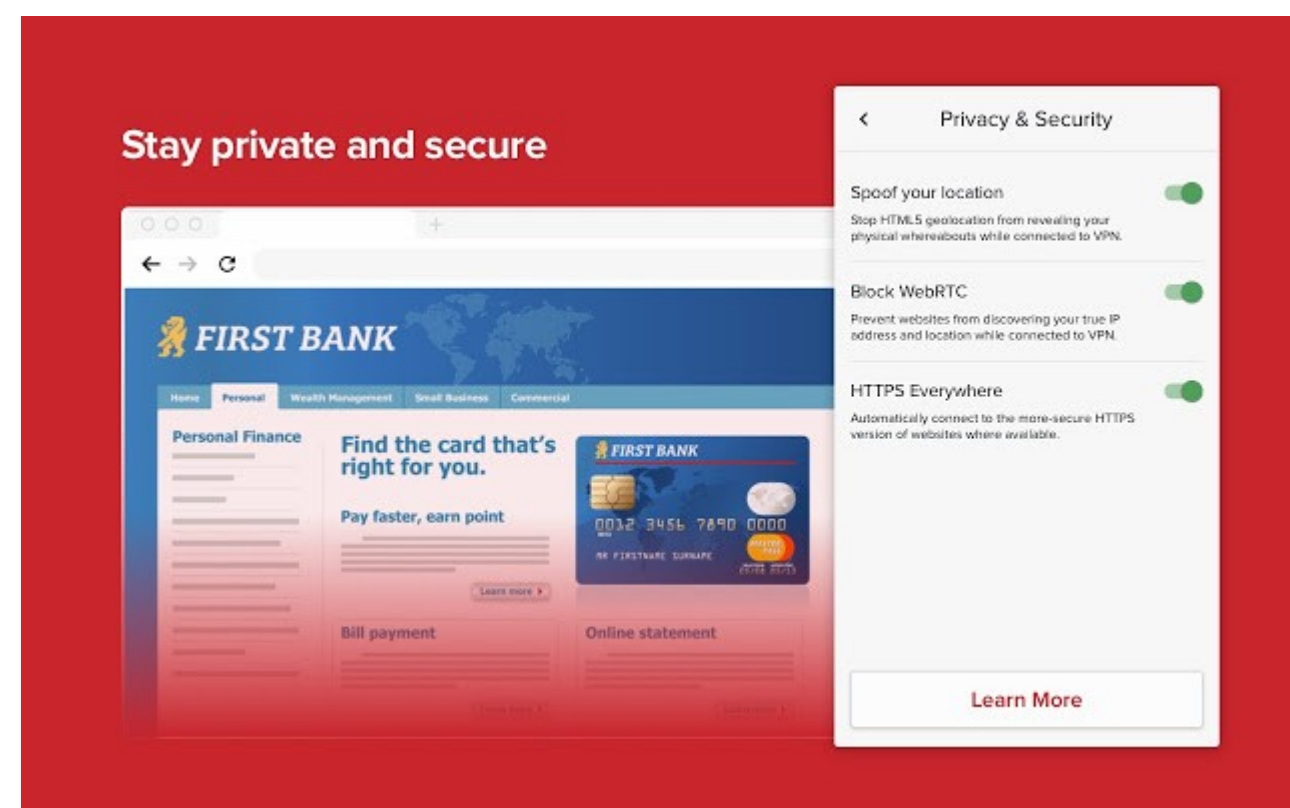 Stay private and secure
FIRST BANK
Home Personal Wealth Management Small Business Commercial
Personal Finance
Find the card that's
right for you.
Pay faster, earn point
Learn more
Bill payment
Online statement
FIRST BANK
0012 3456 7890 0000
MR FIRSTNAME SURNAME
Privacy & Security
Spoof your location
Stop HTML5 geolocation from revealing your
physical whereabouts while connected to VPN.
Block WebRTC
Prevent websites from discovering your true IP
address and location while connected to VPN.
HTTPS Everywhere
Automatically connect to the more-secure HTTPS
version of websites where available.
Learn More